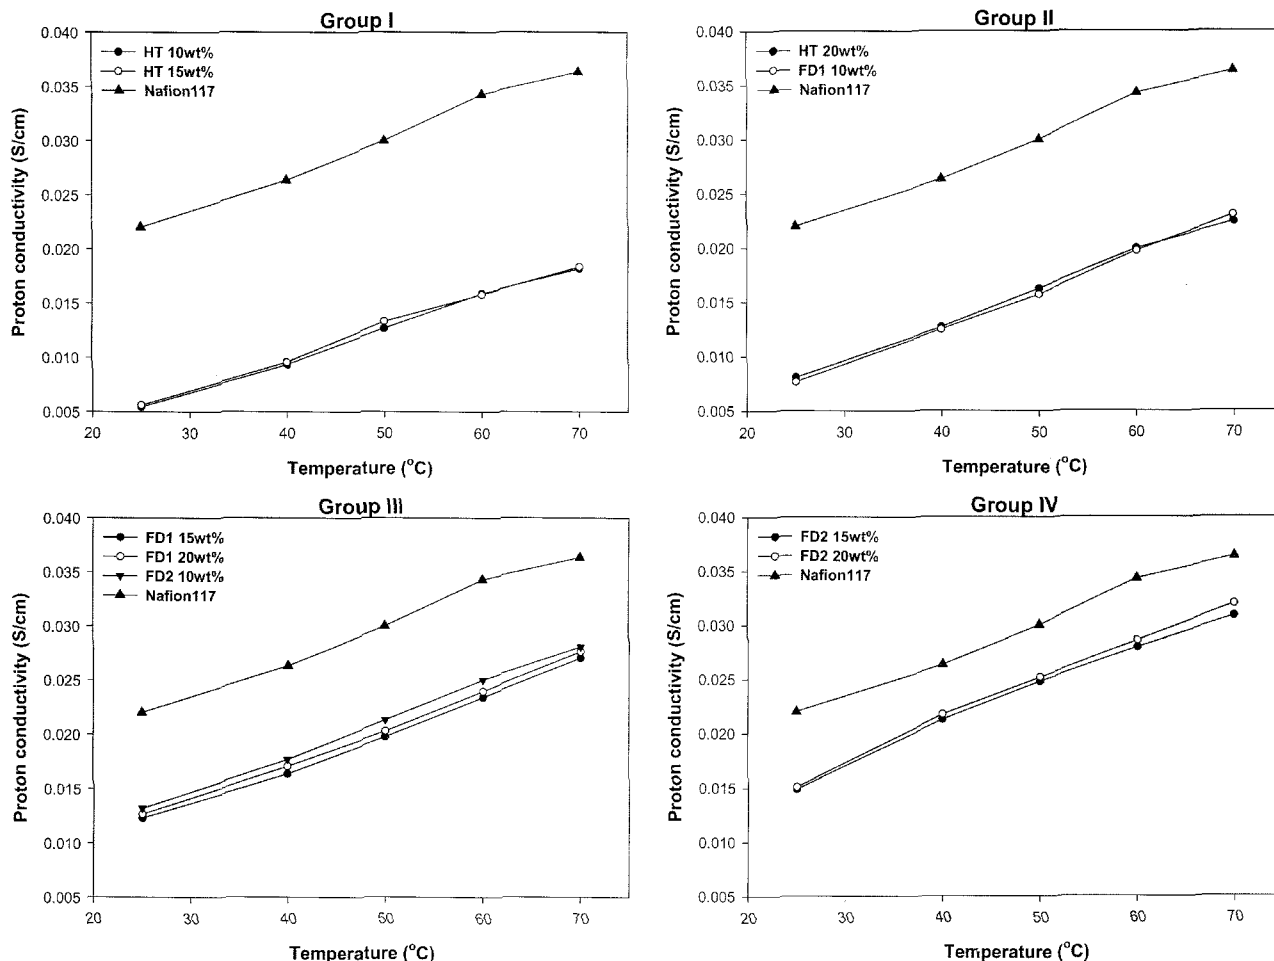 Group I
0.040
0.035
0.030
0.025
0.020
0.015
0.010
0.005
Proton conductivity (S/cm)
HT 10wt%
HT 15wt%
Nafion117
20
30
40
50
60
70
Temperature (°C)
Group II
0.040
0.035
0.030
0.025
0.020
0.015
0.010
0.005
Proton conductivity (S/cm)
HT 20wt%
FD1 10wt%
Nafion117
20
30
40
50
60
70
Temperature (°C)
Group III
0.040
0.035
0.030
0.025
0.020
0.015
0.010
0.005
Proton conductivity (S/cm)
FD1 15wt%
FD1 20wt%
FD2 10wt%
Nafion117
20
30
40
50
60
70
Temperature (°C)
Group IV
0.040
0.035
0.030
0.025
0.020
0.015
0.010
0.005
Proton conductivity (S/cm)
FD2 15wt%
FD2 20wt%
Nafion117
20
30
40
50
60
70
Temperature (°C)